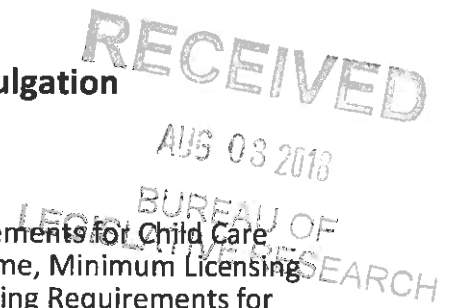 RECEIVED
ulgation
AUG 03 2018
BUREAU OF
LEGISLATIVE RESEARCH
ements for Child Care
me, Minimum Licensing
ing Requirements for